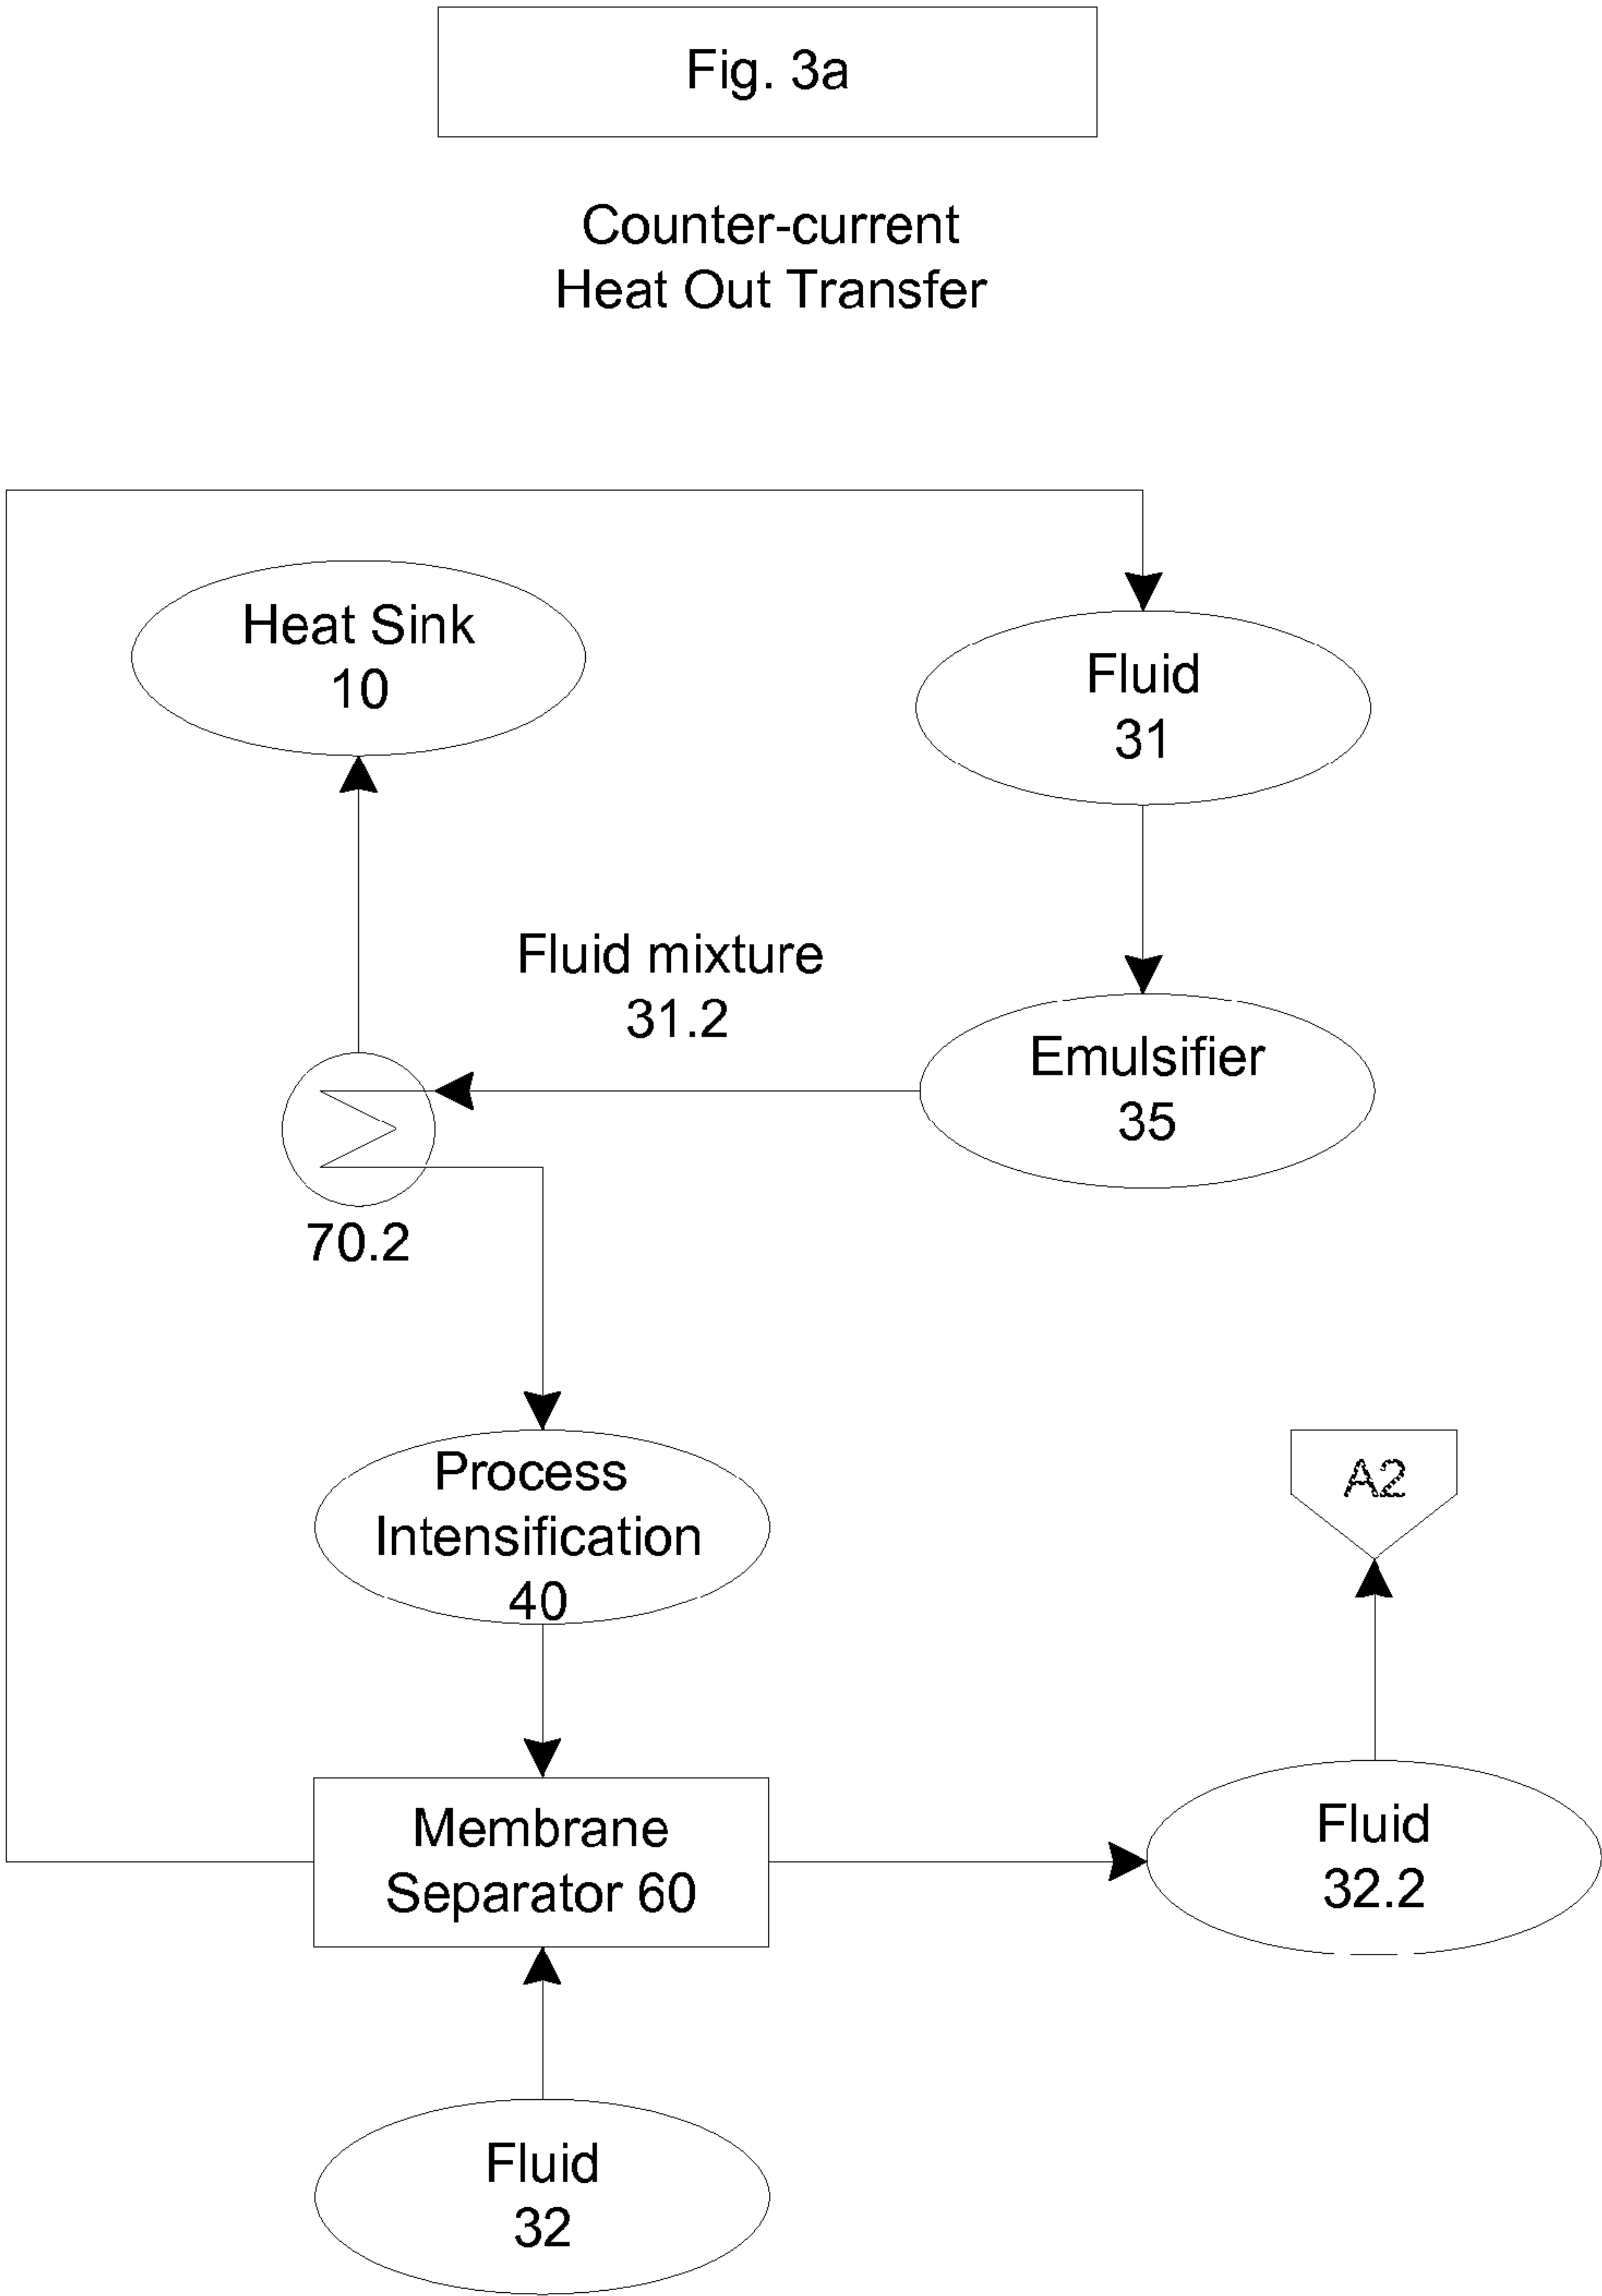 Fig. 3a
Counter-current
Heat Out Transfer
Heat Sink
10
Fluid
31
Fluid mixture
31.2
Emulsifier
35
70.2
Process
Intensification
40
A2
Membrane
Separator 60
Fluid
32.2
Fluid
32